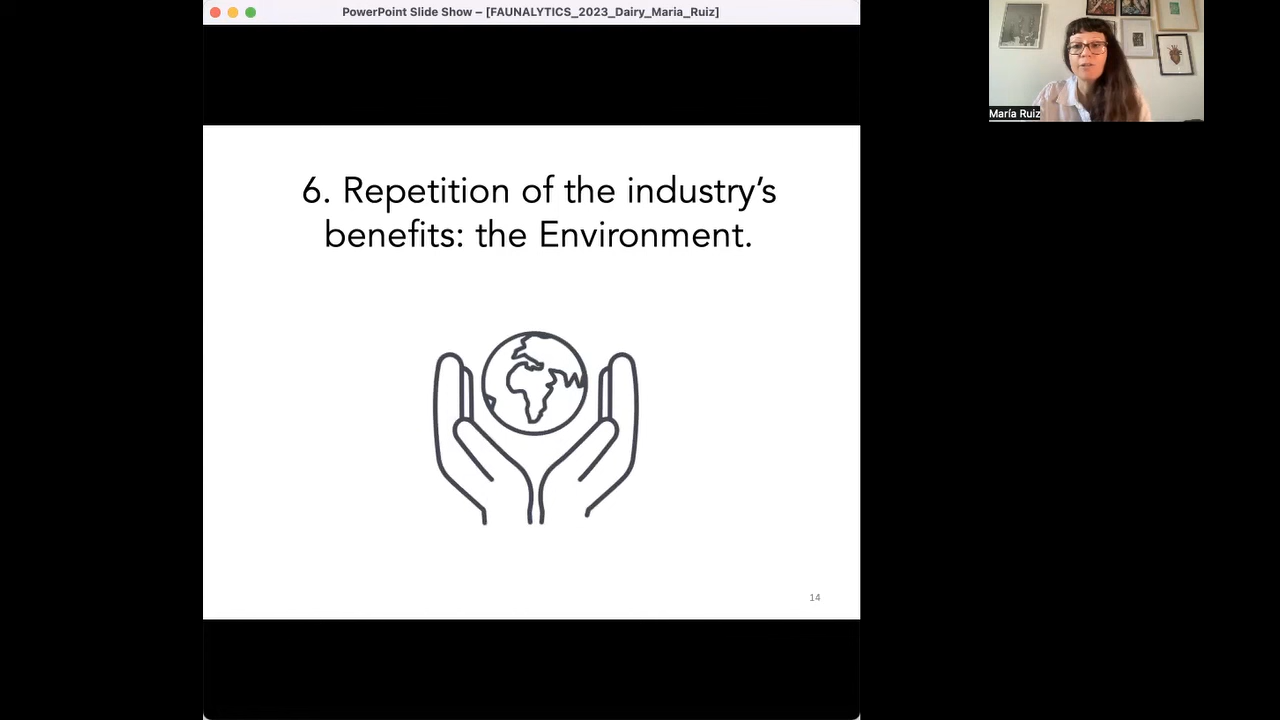 PowerPoint Slide Show – [FAUNALYTICS_2023_Dairy_Maria_Ruiz]
María Ruiz
6. Repetition of the industry’s
benefits: the Environment.
14